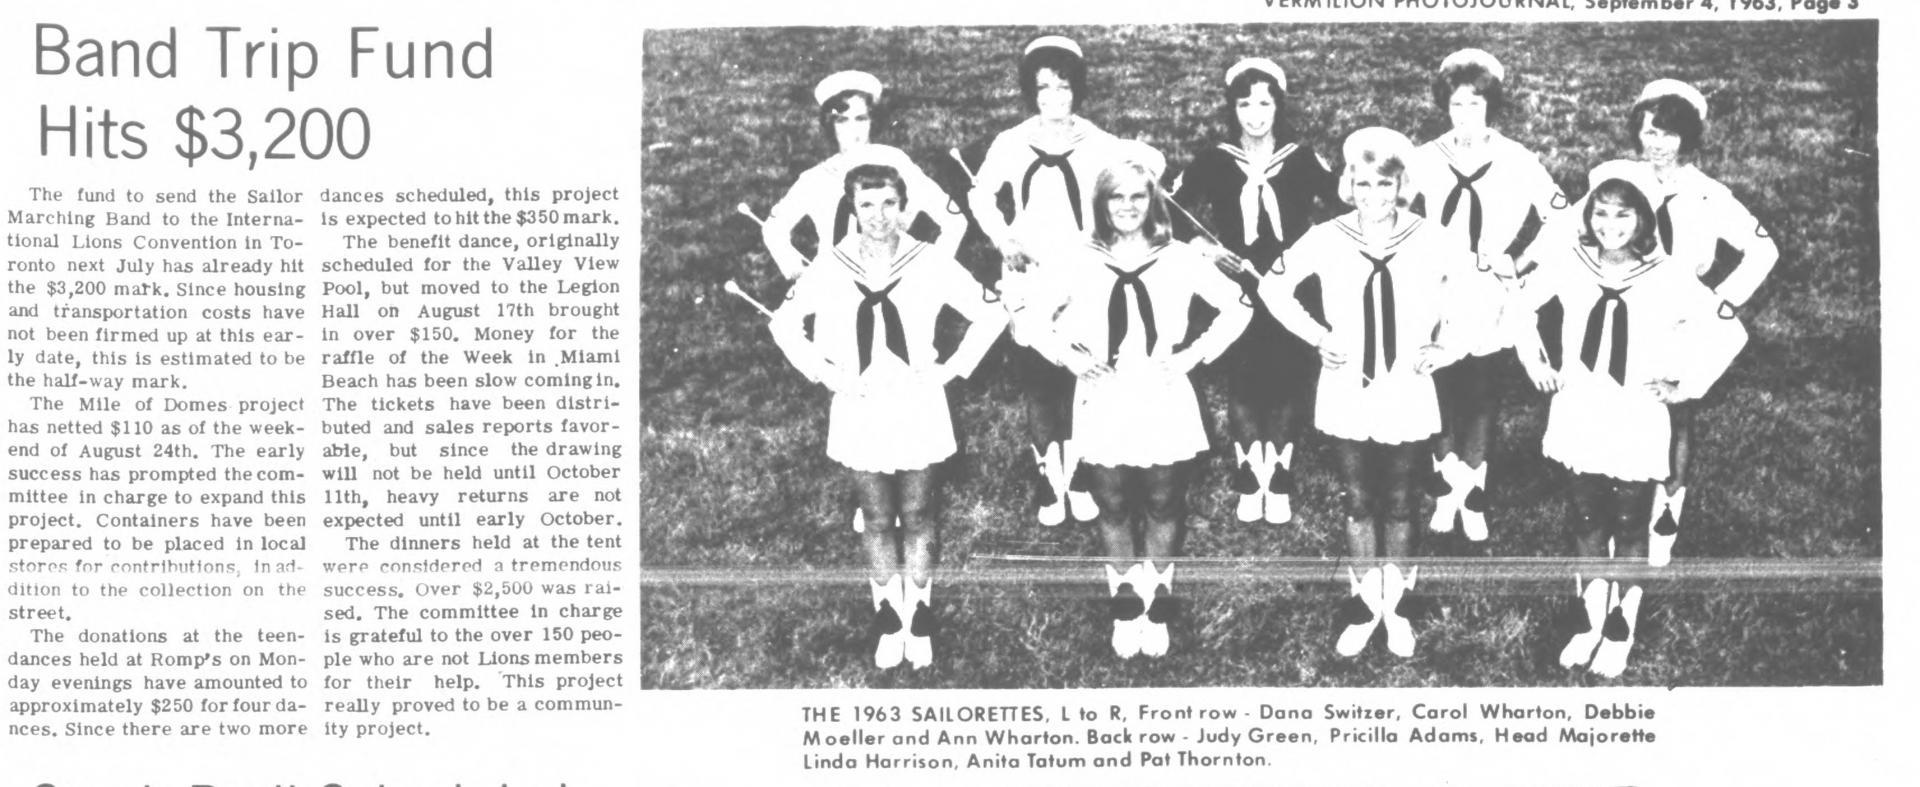 VERMILION PHOTOJOURNAL, September 4, 1963, Page 3
Band Trip Fund
Hits $3,200
The fund to send the Sailor
Marching Band to the Interna-
tional Lions Convention in To-
ronto next July has already hit
the $3,200 mark. Since housing
and transportation costs have
not been firmed up at this ear-
ly date, this is estimated to be
the half-way mark.
The Mile of Domes project
has netted $110 as of the week-
end of August 24th. The early
success has prompted the com-
mittee in charge to expand this
project. Containers have been
prepared to be placed in local
stores for contributions, in ad-
dition to the collection on the
street.
The donations at the teen-
dances held at Romp's on Mon-
day evenings have amounted to
approximately $250 for four da-
nces. Since there are two more
dances scheduled, this project
is expected to hit the $350 mark.
The benefit dance, originally
scheduled for the Valley View
Pool, but moved to the Legion
Hall on August 17th brought
in over $150. Money for the
raffle of the Week in Miami
Beach has been slow coming in.
The tickets have been distri-
buted and sales reports favor-
able, but since the drawing
will not be held until October
11th, heavy returns are not
expected until early October.
The dinners held at the tent
were considered a tremendous
success. Over $2,500 was rai-
sed. The committee in charge
is grateful to the over 150 peo-
ple who are not Lions members
for their help. This project
really proved to be a commun-
ity project.
THE 1963 SAILORETTES, L to R, Front row - Dana Switzer, Carol Wharton, Debbie
Moeller and Ann Wharton. Back row - Judy Green, Pricilla Adams, Head Majorette
Linda Harrison, Anita Tatum and Pat Thornton.